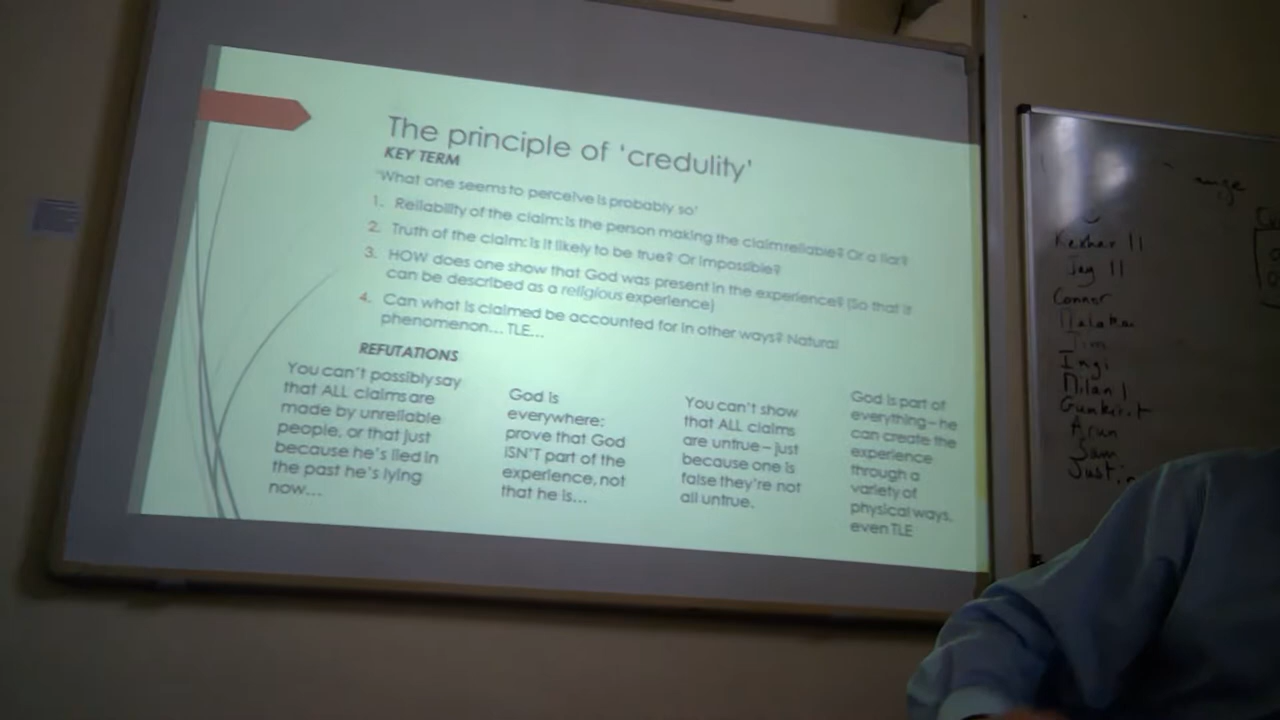 The principle of 'credulity'
KEY TERM
'What one seems to perceive is probably so'
1. Reliability of the claim: Is the person making the claim reliable? Or a liar?
2. Truth of the claim: Is it likely to be true? Or impossible?
3. HOW does one show that God was present in the experience? (So that it
can be described as a religious experience)
4. Can what is claimed be accounted for in other ways? Natural
phenomenon... TLE...
REFUTATIONS
You can't possibly say
that ALL claims are
made by unreliable
people, or that just
because he's lied in
the past he's lying
now...
God is
everywhere:
prove that God
ISN'T part of the
experience, not
that he is...
You can't show
that ALL claims
are untrue – just
because one is
false they're not
all untrue.
God is part of
everything – he
can create the
experience
through a
variety of
physical ways,
even TLE
Jay 11
Connor
Tim
Ingi
Milan 1
Arun
Sam